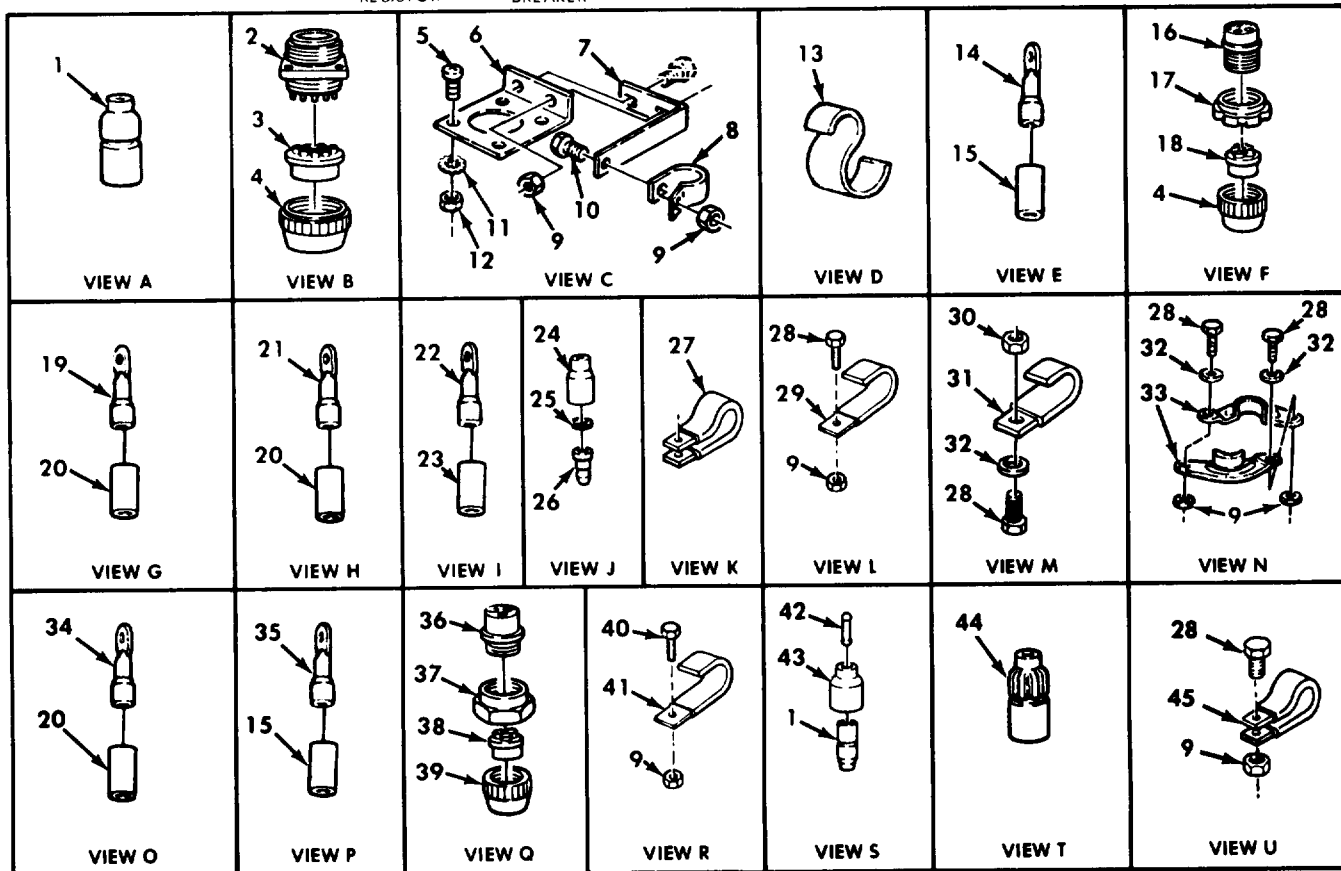 RESISTOR BREAKER
1
VIEW A
2
3
4
VIEW B
5
6
7
8
9
10
11
12
9
VIEW C
13
VIEW D
14
15
VIEW E
16
17
18
4
VIEW F
19
20
VIEW G
21
20
VIEW H
22
23
VIEW I
24
25
26
VIEW J
27
VIEW K
28
29
9
VIEW L
30
31
32
28
VIEW M
28
28
32
32
33
9
VIEW N
34
20
VIEW O
35
15
VIEW P
36
37
38
39
VIEW Q
40
41
9
VIEW R
42
43
1
VIEW S
44
VIEW T
28
45
9
VIEW U